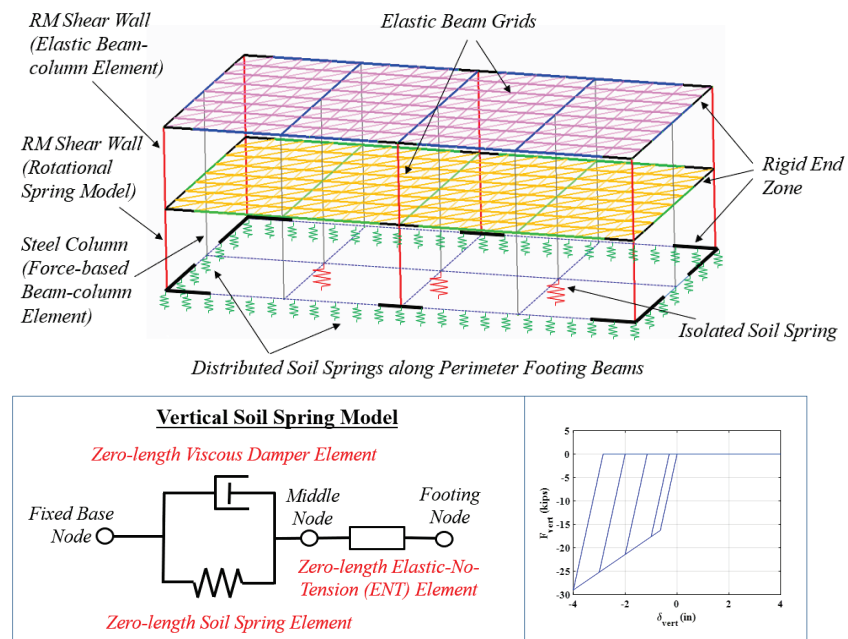 RM Shear Wall
(Elastic Beam-
column Element)
Elastic Beam Grids
RM Shear Wall
(Rotational
Spring Model)
Rigid End
Zone
Steel Column
(Force-based
Beam-column
Element)
Isolated Soil Spring
Distributed Soil Springs along Perimeter Footing Beams
Vertical Soil Spring Model
Zero-length Viscous Damper Element
Fixed Base
Node
Middle
Node
Footing
Node
Zero-length Elastic-No-
Tension (ENT) Element
Zero-length Soil Spring Element
F vert (kips)
5
0
-5
-10
-15
-20
-25
-30
-4
-2
0
2
4
δ vert (in)